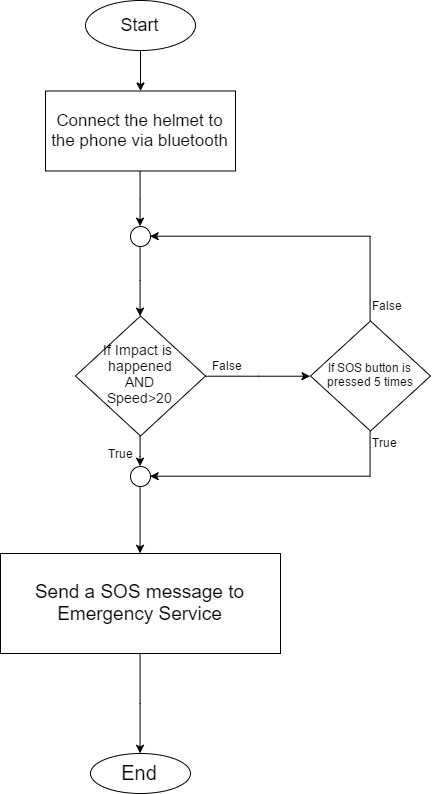 Start
Connect the helmet to
the phone via bluetooth
False
If Impact is
happened
AND
Speed>20
False
If SOS button is
pressed 5 times
True
True
Send a SOS message to
Emergency Service
End